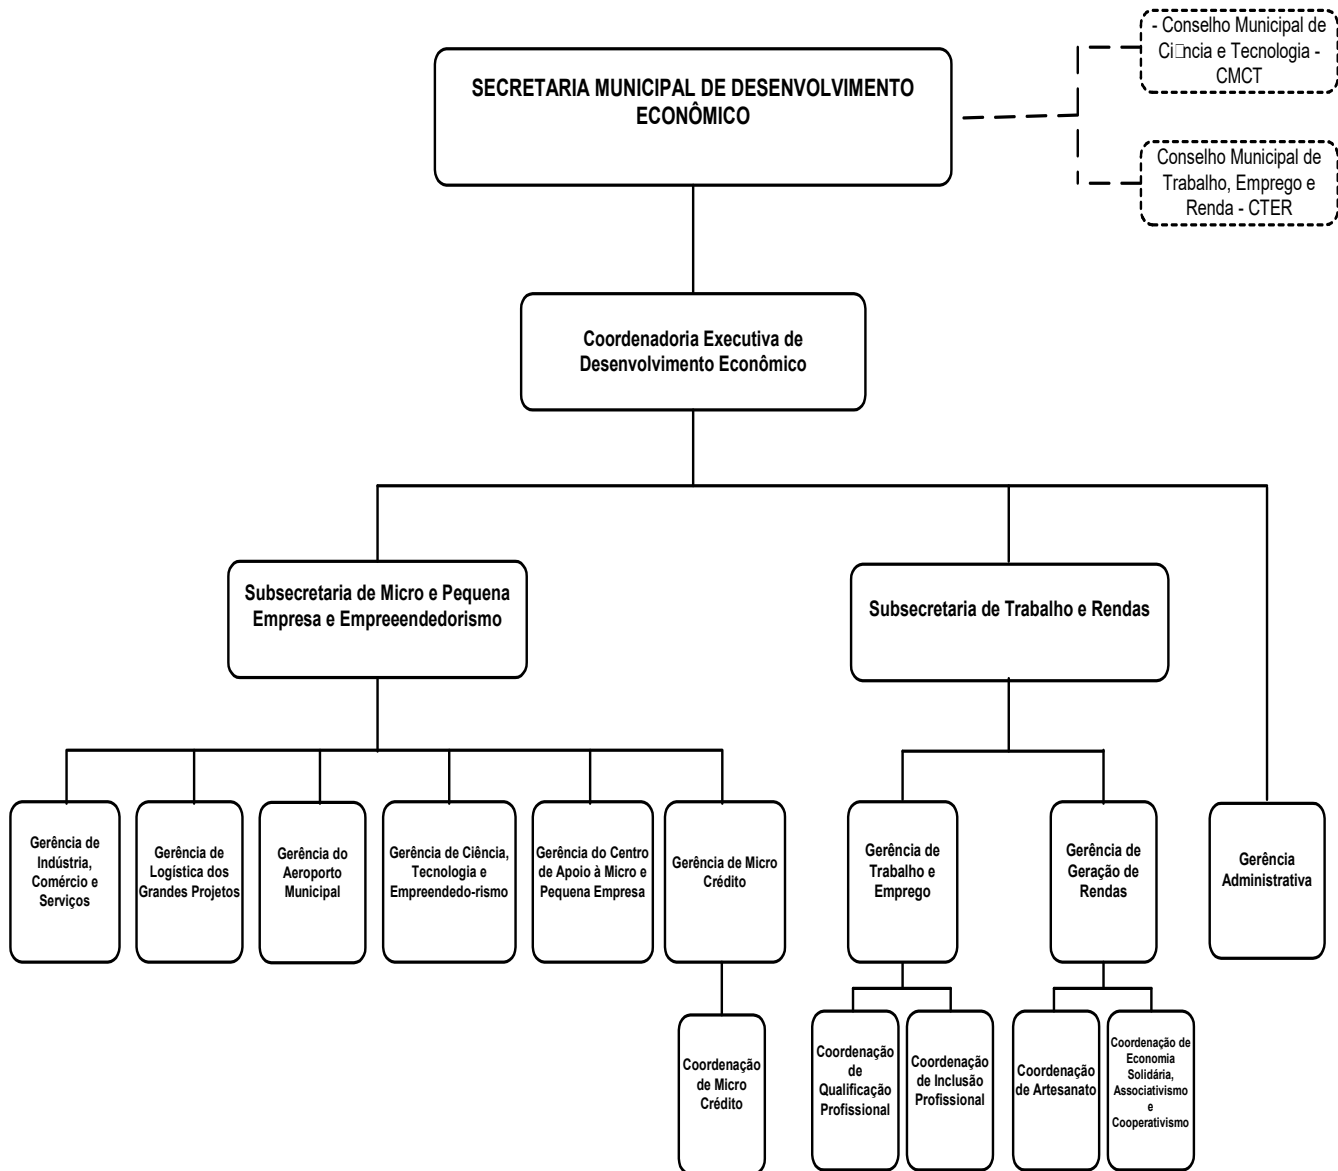 - Conselho Municipal de
Ci□ncia e Tecnologia -
CMCT
SECRETARIA MUNICIPAL DE DESENVOLVIMENTO
ECONÔMICO
Conselho Municipal de
Trabalho, Emprego e
Renda - CTER
Coordenadoria Executiva de
Desenvolvimento Econômico
Subsecretaria de Micro e Pequena
Empresa e Empreeendedorismo
Subsecretaria de Trabalho e Rendas
Gerência de
Indústria,
Comércio e
Serviços
Gerência de
Logística dos
Grandes Projetos
Gerência do
Aeroporto
Municipal
Gerência de Ciência,
Tecnologia e
Empreendedo-rismo
Gerência do Centro
de Apoio à Micro e
Pequena Empresa
Gerência de Micro
Crédito
Gerência de
Trabalho e
Emprego
Gerência de
Geração de
Rendas
Gerência
Administrativa
Coordenação
de Micro
Crédito
Coordenação
de
Qualificação
Profissional
Coordenação
de Inclusão
Profissional
Coordenação
de Artesanato
Coordenação de
Economia
Solidária,
Associativismo
e
Cooperativismo